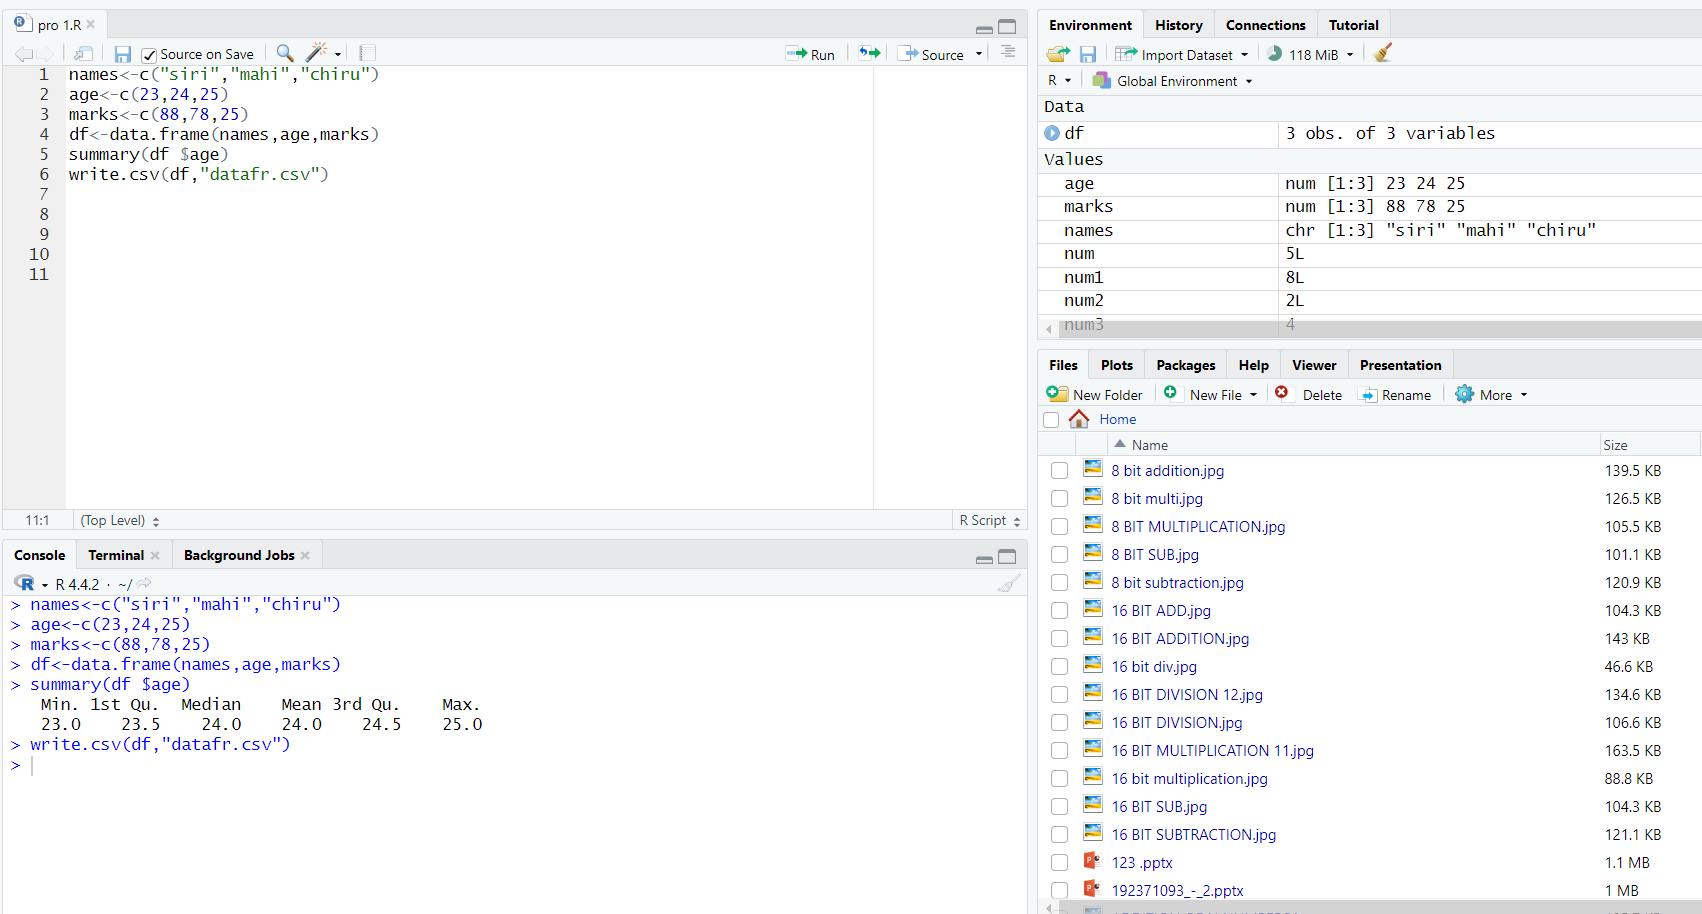 pro 1.R
Source on Save
Run
Source
1 names<-c("siri","mahi","chiru")
2 age<-c(23,24,25)
3 marks<-c(88,78,25)
4 df<-data.frame(names,age,marks)
5 summary(df $age)
6 write.csv(df,"datafr.csv")
7
8
9
10
11
11:1 (Top Level) R Script
Console Terminal Background Jobs
R 4.4.2 · ~/
> names<-c("siri","mahi","chiru")
> age<-c(23,24,25)
> marks<-c(88,78,25)
> df<-data.frame(names,age,marks)
> summary(df $age)
Min. 1st Qu. Median Mean 3rd Qu. Max.
23.0 23.5 24.0 24.0 24.5 25.0
> write.csv(df,"datafr.csv")
>
Environment History Connections Tutorial
Import Dataset 118 MiB
R Global Environment
Data
df 3 obs. of 3 variables
Values
age num [1:3] 23 24 25
marks num [1:3] 88 78 25
names chr [1:3] "siri" "mahi" "chiru"
num 5L
num1 8L
num2 2L
num3 4
Files Plots Packages Help Viewer Presentation
New Folder New File Delete Rename More
Home
Name Size
8 bit addition.jpg 139.5 KB
8 bit multi.jpg 126.5 KB
8 BIT MULTIPLICATION.jpg 105.5 KB
8 BIT SUB.jpg 101.1 KB
8 bit subtraction.jpg 120.9 KB
16 BIT ADD.jpg 104.3 KB
16 BIT ADDITION.jpg 143 KB
16 bit div.jpg 46.6 KB
16 BIT DIVISION 12.jpg 134.6 KB
16 BIT DIVISION.jpg 106.6 KB
16 BIT MULTIPLICATION 11.jpg 163.5 KB
16 bit multiplication.jpg 88.8 KB
16 BIT SUB.jpg 104.3 KB
16 BIT SUBTRACTION.jpg 121.1 KB
123 .pptx 1.1 MB
192371093_-_2.pptx 1 MB